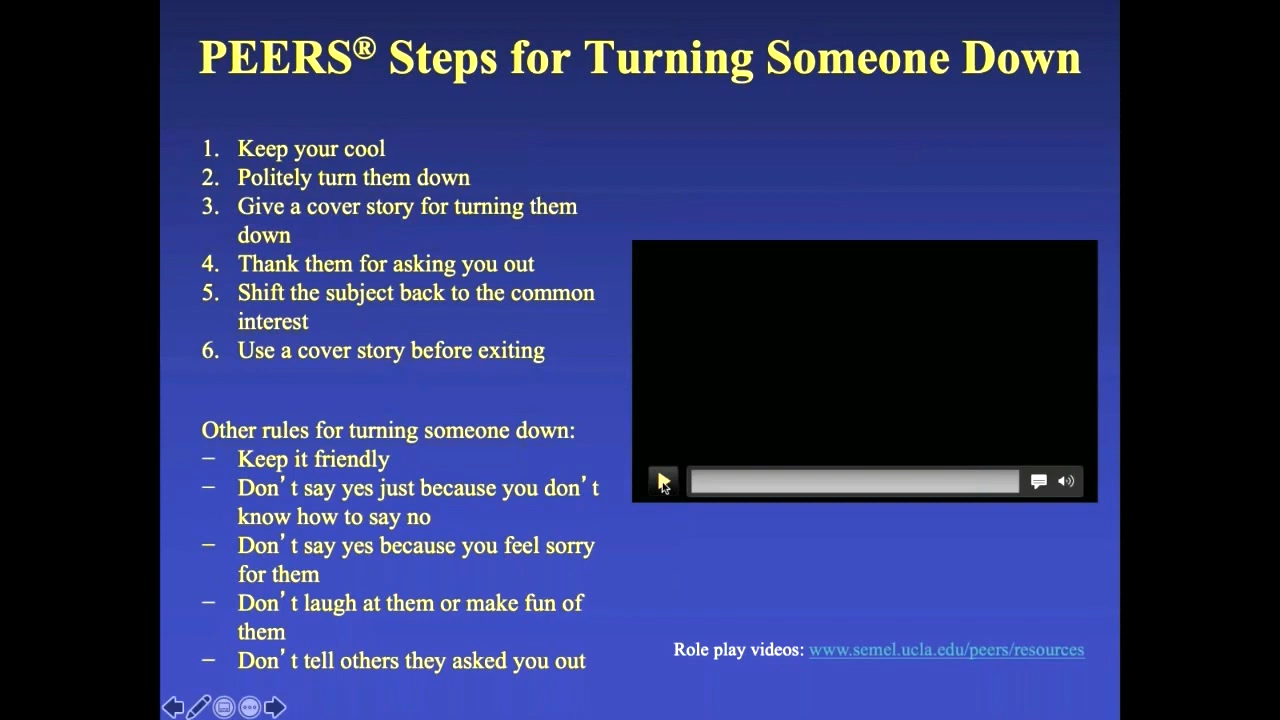 PEERS® Steps for Turning Someone Down
1. Keep your cool
2. Politely turn them down
3. Give a cover story for turning them
down
4. Thank them for asking you out
5. Shift the subject back to the common
interest
6. Use a cover story before exiting
Other rules for turning someone down:
– Keep it friendly
– Don't say yes just because you don't
know how to say no
– Don't say yes because you feel sorry
for them
– Don't laugh at them or make fun of
them
– Don't tell others they asked you out
Role play videos: www.semel.ucla.edu/peers/resources